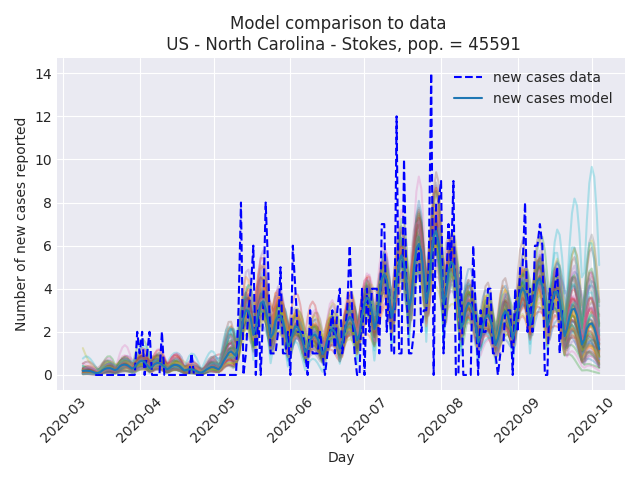 Model comparison to data
US - North Carolina - Stokes, pop. = 45591
new cases data
new cases model
Number of new cases reported
14
12
10
8
6
4
2
0
2020-03
2020-04
2020-05
2020-06
2020-07
2020-08
2020-09
2020-10
Day